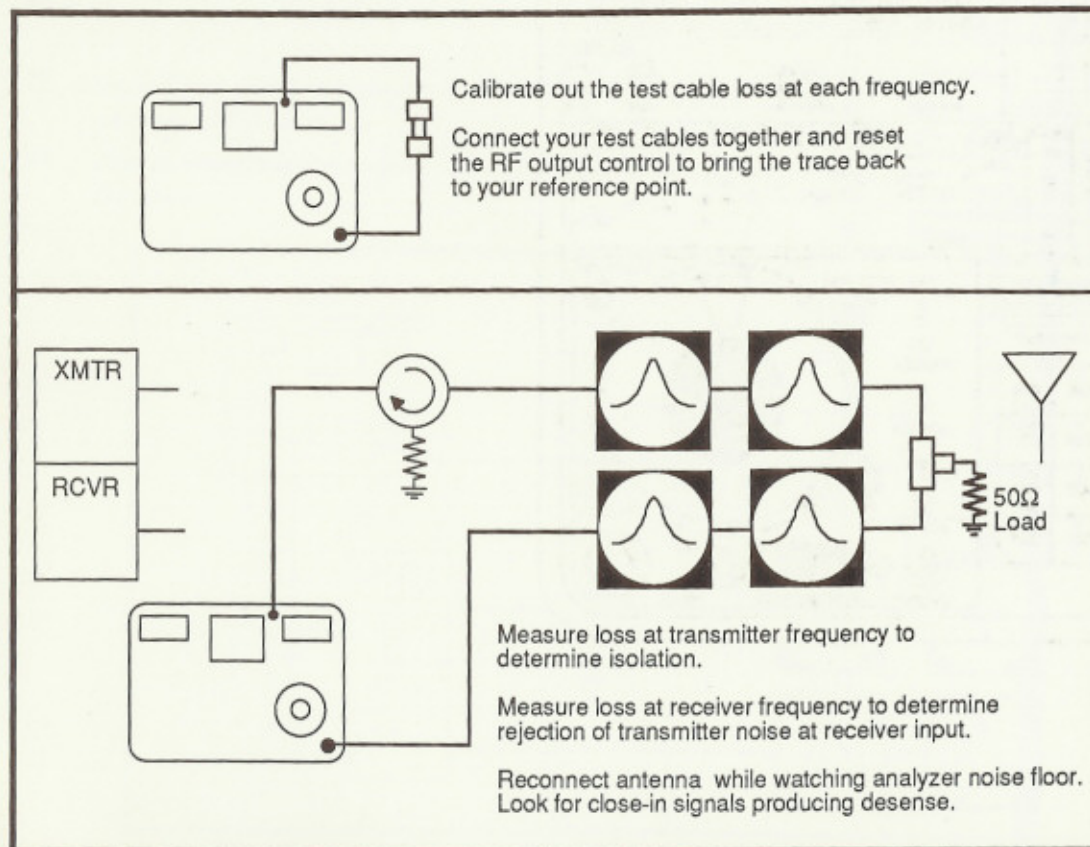 Calibrate out the test cable loss at each frequency.
Connect your test cables together and reset
the RF output control to bring the trace back
to your reference point.
XMTR
RCVR
50Ω
Load
Measure loss at transmitter frequency to
determine isolation.
Measure loss at receiver frequency to determine
rejection of transmitter noise at receiver input.
Reconnect antenna while watching analyzer noise floor.
Look for close-in signals producing desense.